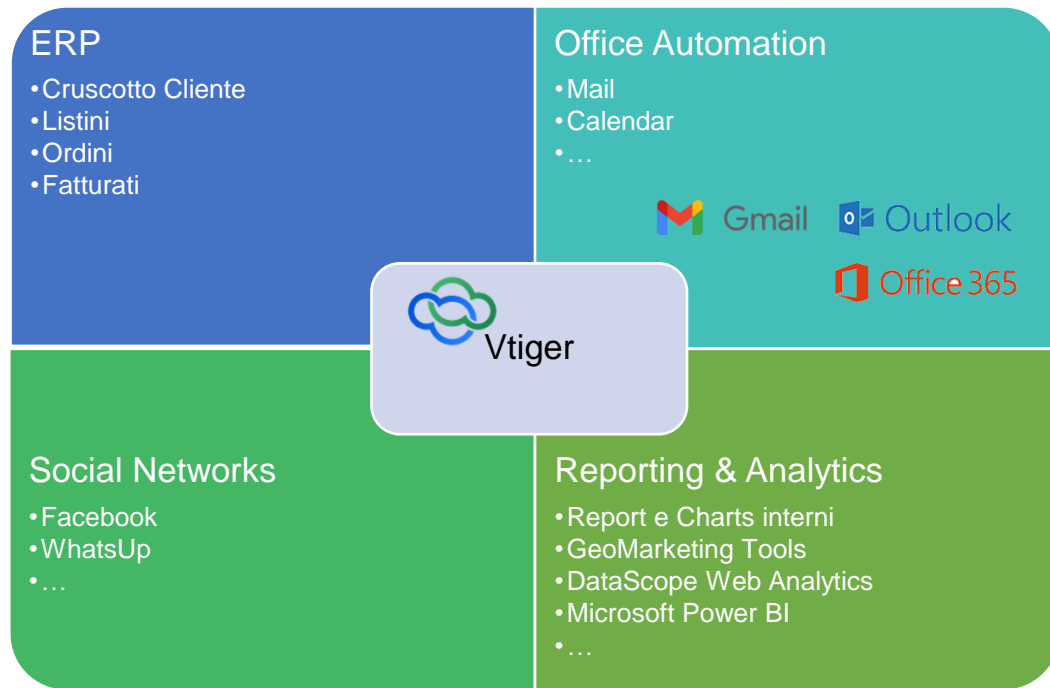 ERP
•Cruscotto Cliente
•Listini
•Ordini
•Fatturati
Office Automation
•Mail
•Calendar
•…
Gmail
Outlook
Office 365
Vtiger
Social Networks
•Facebook
•WhatsUp
•…
Reporting & Analytics
•Report e Charts interni
•GeoMarketing Tools
•DataScope Web Analytics
•Microsoft Power BI
•…